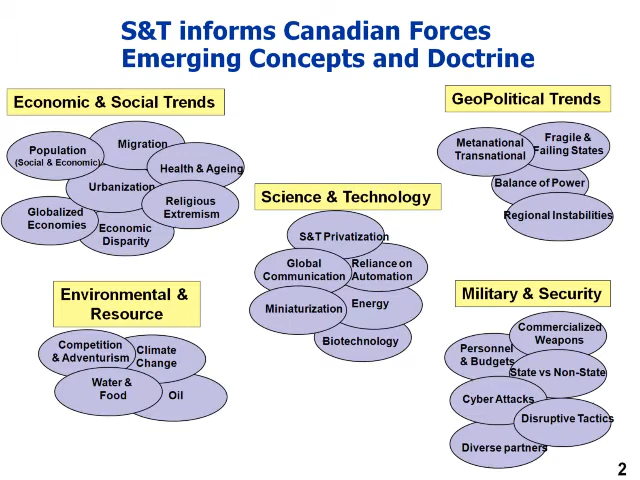 S&T informs Canadian Forces
Emerging Concepts and Doctrine
Economic & Social Trends
Migration
Population
(Social & Economic)
Health & Ageing
Urbanization
Religious
Extremism
Globalized
Economies
Economic
Disparity
GeoPolitical Trends
Metanational
Transnational
Fragile &
Failing States
Balance of Power
Regional Instabilities
Science & Technology
S&T Privatization
Global
Communication
Reliance on
Automation
Miniaturization
Energy
Biotechnology
Environmental &
Resource
Competition
& Adventurism
Climate
Change
Water &
Food
Oil
Military & Security
Commercialized
Weapons
Personnel
& Budgets
State vs Non-State
Cyber Attacks
Disruptive Tactics
Diverse partners
2